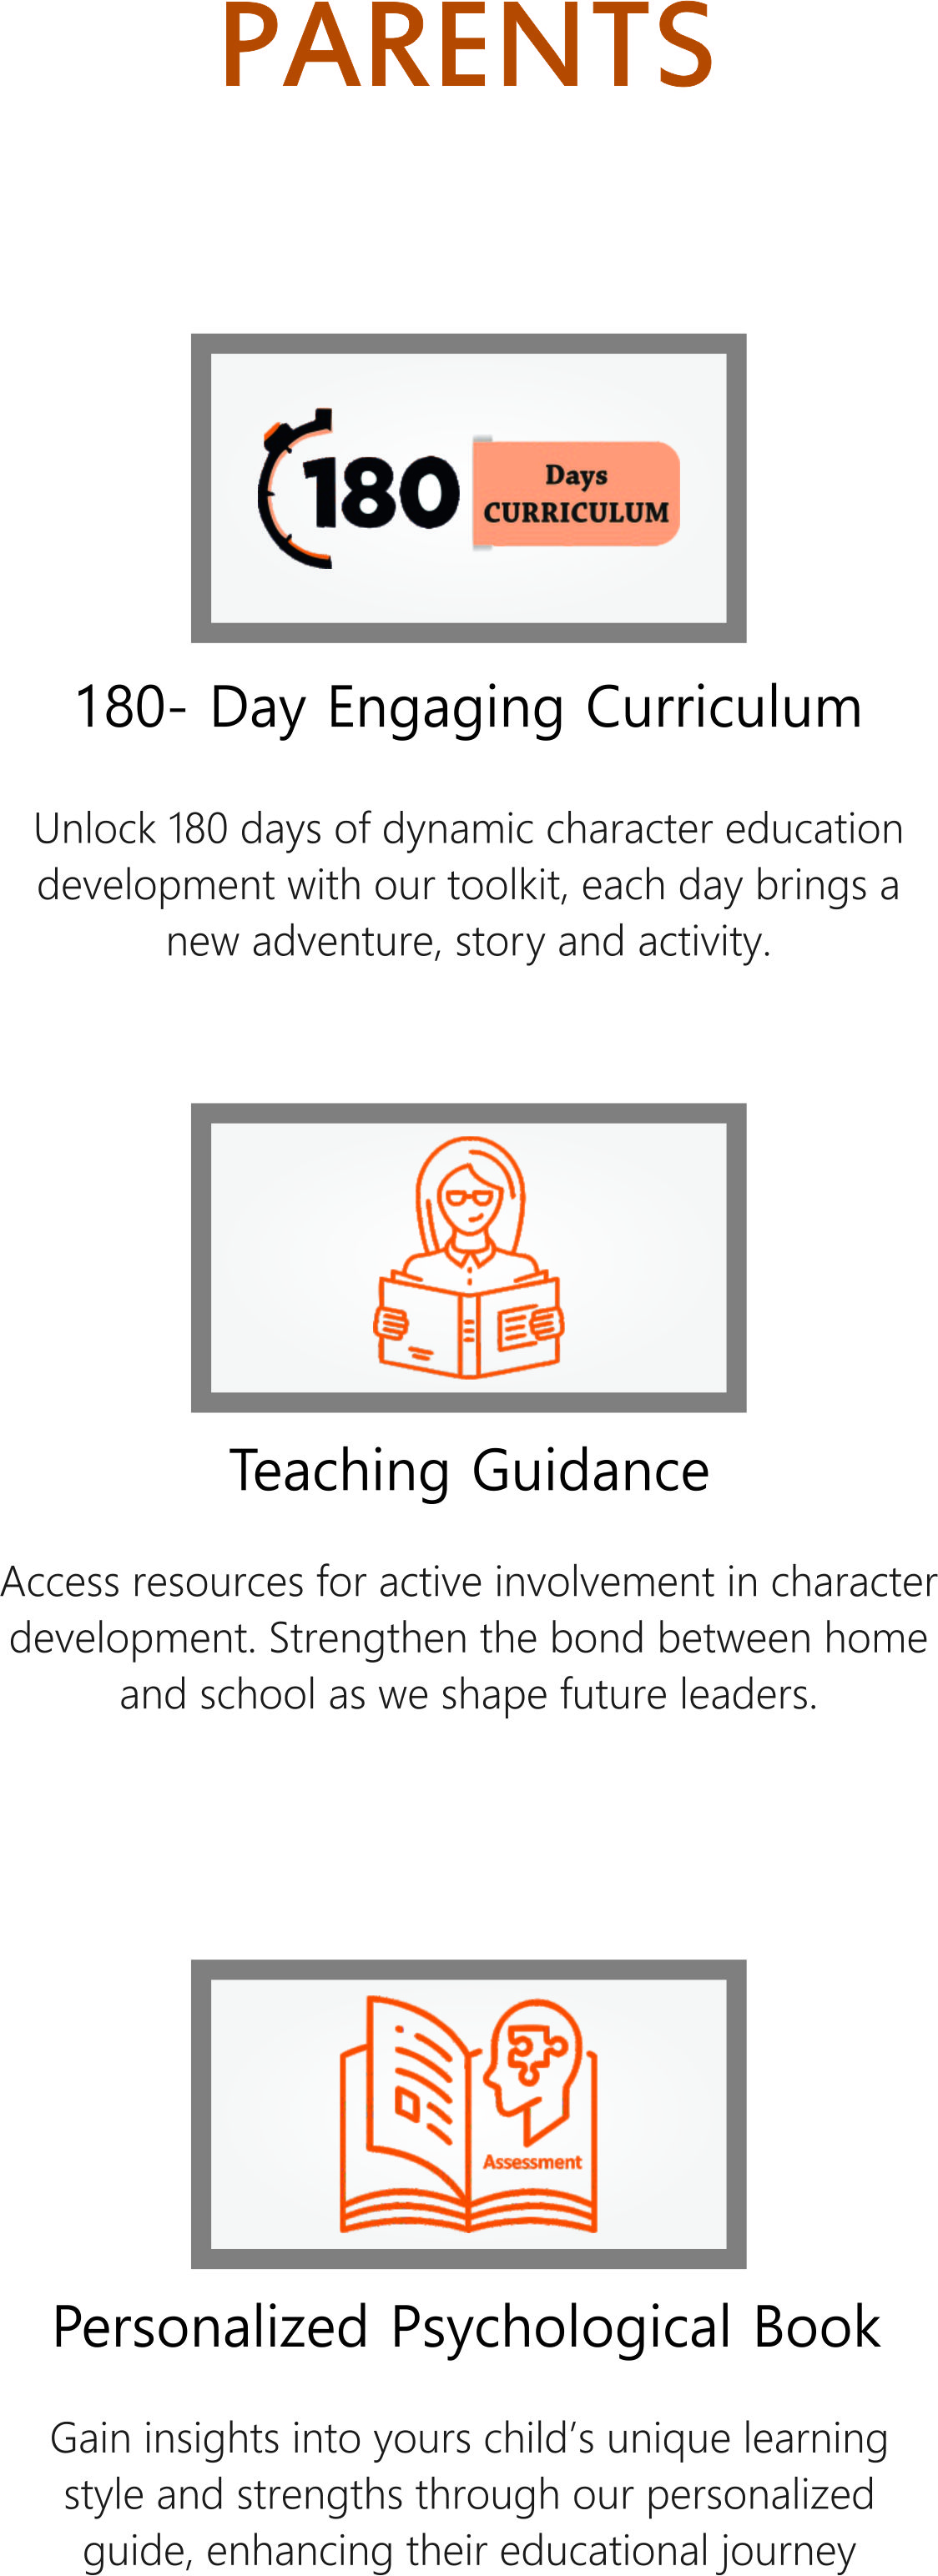 PARENTS
180 Days
CURRICULUM
180- Day Engaging Curriculum
Unlock 180 days of dynamic character education
development with our toolkit, each day brings a
new adventure, story and activity.
Teaching Guidance
Access resources for active involvement in character
development. Strengthen the bond between home
and school as we shape future leaders.
Assessment
Personalized Psychological Book
Gain insights into yours child’s unique learning
style and strengths through our personalized
guide, enhancing their educational journey